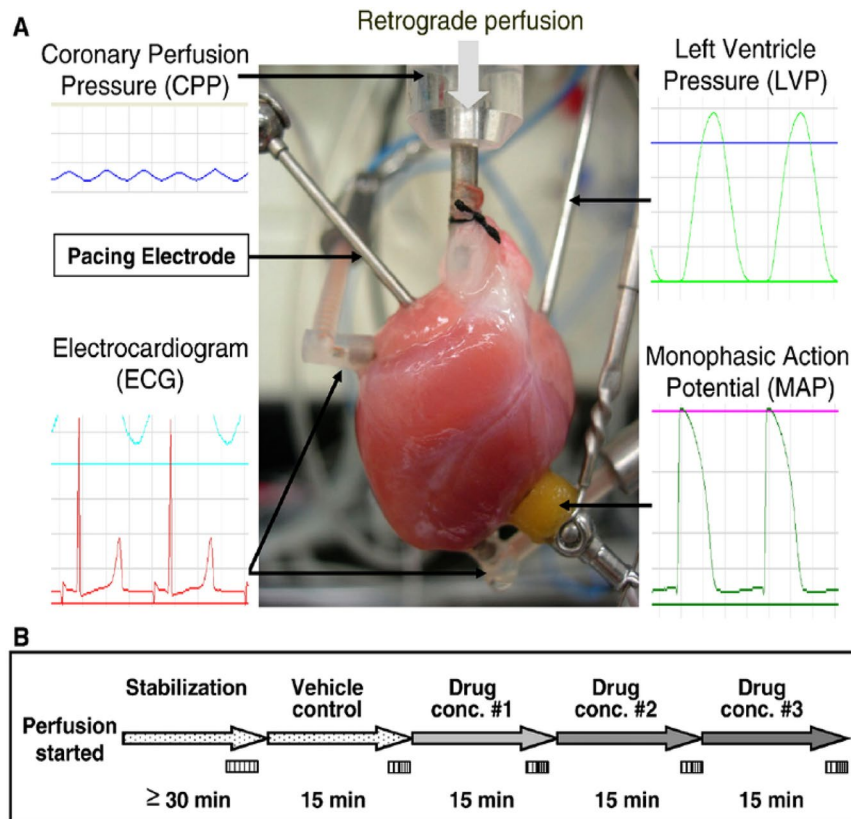 A
Retrograde perfusion
Coronary Perfusion
Pressure (CPP)
Left Ventricle
Pressure (LVP)
Pacing Electrode
Electrocardiogram
(ECG)
Monophasic Action
Potential (MAP)
B
Stabilization
Vehicle
control
Drug
conc. #1
Drug
conc. #2
Drug
conc. #3
Perfusion
started
≥ 30 min
15 min
15 min
15 min
15 min